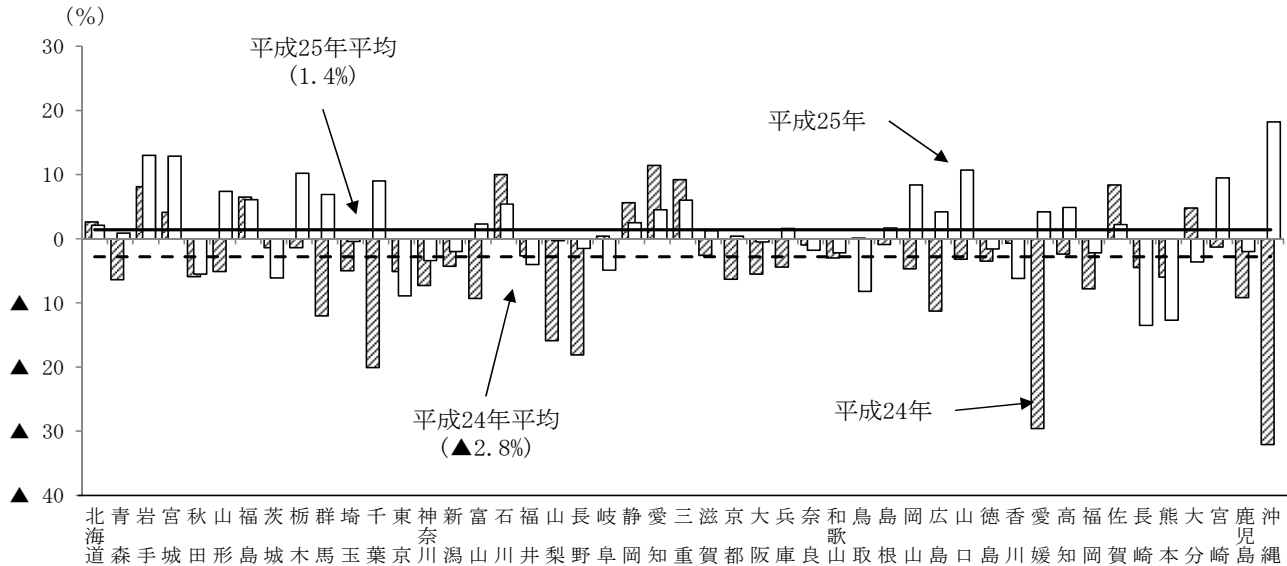 (%)
30
20
10
0
▲ 10
▲ 20
▲ 30
▲ 40
平成25年平均
(1.4%)
平成25年
平成24年平均
(▲2.8%)
平成24年
北海道
青森
岩手
宮城
秋田
山形
福島
茨城
栃木
群馬
埼玉
千葉
東京
神奈川
新潟
富山
石川
福井
山梨
長野
岐阜
静岡
愛知
三重
滋賀
京都
大阪
兵庫
奈良
和歌山
鳥取
島根
岡山
広島
山口
徳島
香川
愛媛
高知
福岡
佐賀
長崎
熊本
大分
宮崎
鹿児島
沖縄